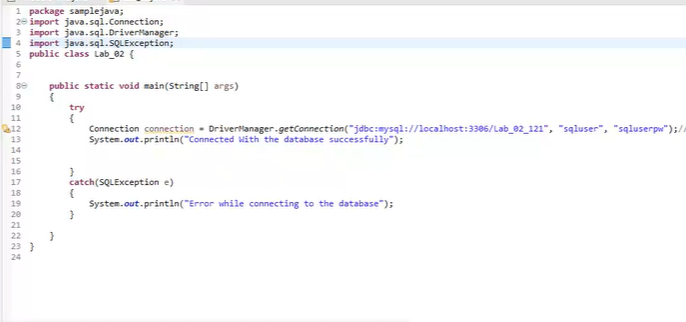 1 package samplejava;
2 import java.sql.Connection;
3 import java.sql.DriverManager;
4 import java.sql.SQLException;
5 public class Lab_02 {
6
7
8 public static void main(String[] args)
9 {
10 try
11 {
12 Connection connection = DriverManager.getConnection("jdbc:mysql://localhost:3306/Lab_02_121", "sqluser", "sqluserpw");//
13 System.out.println("Connected With the database successfully");
14
15
16 }
17 catch(SQLException e)
18 {
19 System.out.println("Error while connecting to the database");
20 }
21
22 }
23 }
24